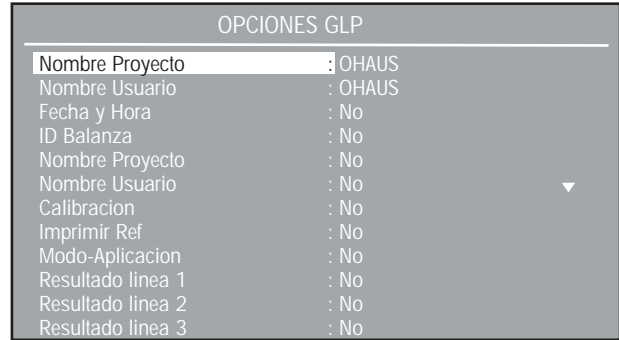 OPCIONES GLP
Nombre Proyecto : OHAUS
Nombre Usuario : OHAUS
Fecha y Hora : No
ID Balanza : No
Nombre Proyecto : No
Nombre Usuario : No
Calibracion : No
Imprimir Ref : No
Modo-Aplicacion : No
Resultado linea 1 : No
Resultado linea 2 : No
Resultado linea 3 : No